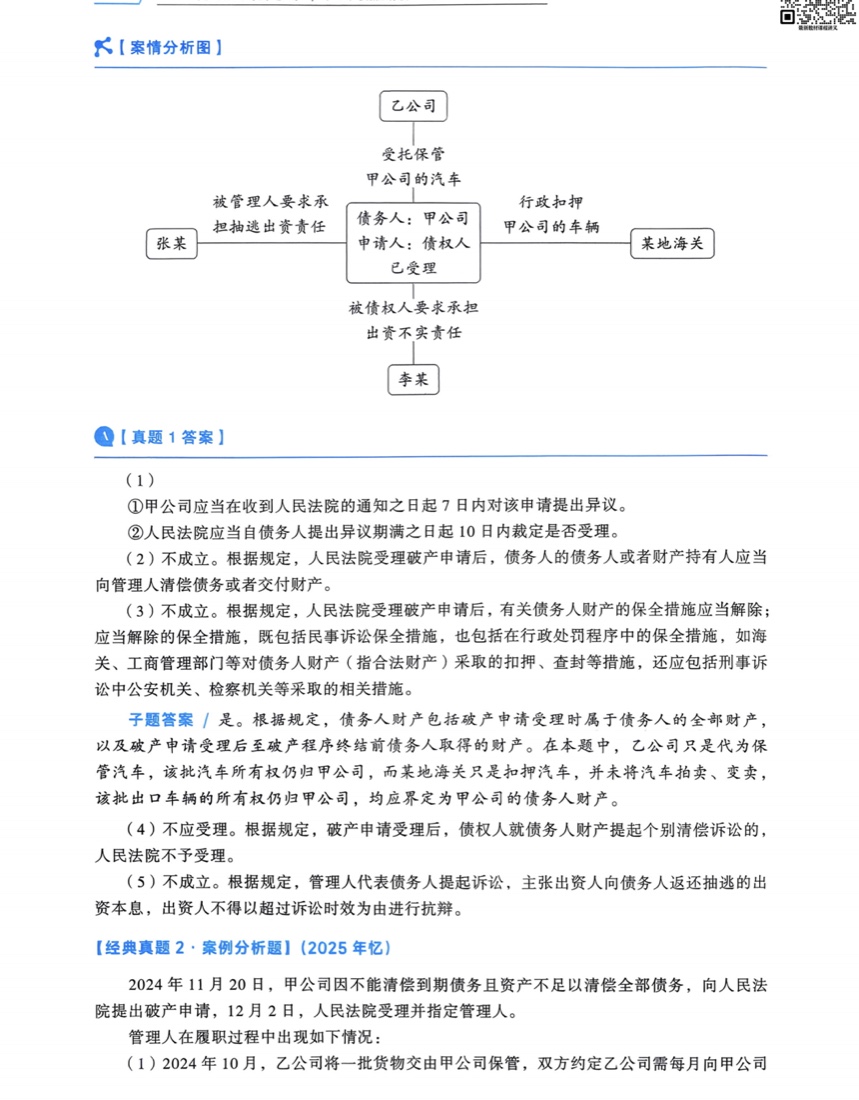 【案情分析图】
乙公司
受托保管
甲公司的汽车
被管理人要求承
担抽逃出资责任
行政扣押
甲公司的车辆
张某
债务人：甲公司
申请人：债权人
已受理
某地海关
被债权人要求承担
出资不实责任
李某
【真题 1 答案】
（1）
①甲公司应当在收到人民法院的通知之日起 7 日内对该申请提出异议。
②人民法院应当自债务人提出异议期满之日起 10 日内裁定是否受理。
（2）不成立。根据规定，人民法院受理破产申请后，债务人的债务人或者财产持有人应当
向管理人清偿债务或者交付财产。
（3）不成立。根据规定，人民法院受理破产申请后，有关债务人财产的保全措施应当解除；
应当解除的保全措施，既包括民事诉讼保全措施，也包括在行政处罚程序中的保全措施，如海
关、工商管理部门等对债务人财产（指合法财产）采取的扣押、查封等措施，还应包括刑事诉
讼中公安机关、检察机关等采取的相关措施。
子题答案 / 是。根据规定，债务人财产包括破产申请受理时属于债务人的全部财产，
以及破产申请受理后至破产程序终结前债务人取得的财产。在本题中，乙公司只是代为保
管汽车，该批汽车所有权仍归甲公司，而某地海关只是扣押汽车，并未将汽车拍卖、变卖，
该批出口车辆的所有权仍归甲公司，均应界定为甲公司的债务人财产。
（4）不应受理。根据规定，破产申请受理后，债权人就债务人财产提起个别清偿诉讼的，
人民法院不予受理。
（5）不成立。根据规定，管理人代表债务人提起诉讼，主张出资人向债务人返还抽逃的出
资本息，出资人不得以超过诉讼时效为由进行抗辩。
【经典真题 2·案例分析题】（2025 年忆）
2024 年 11 月 20 日，甲公司因不能清偿到期债务且资产不足以清偿全部债务，向人民法
院提出破产申请，12 月 2 日，人民法院受理并指定管理人。
管理人在履职过程中出现如下情况：
（1）2024 年 10 月，乙公司将一批货物交由甲公司保管，双方约定乙公司需每月向甲公司